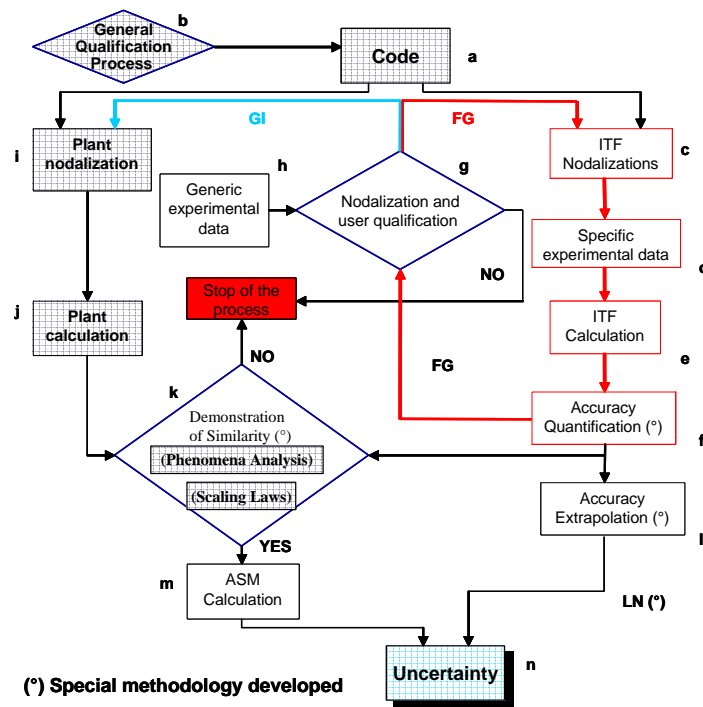 b
General
Qualification
Process
Code
a
GI
FG
i
Plant
nodalization
h
Generic
experimental
data
g
Nodalization and
user qualification
ITF
Nodalizations
c
Specific
experimental data
NO
Stop of the
process
j
Plant
calculation
ITF
Calculation
e
NO
FG
k
Demonstration
of Similarity (°)
(Phenomena Analysis)
(Scaling Laws)
Accuracy
Quantification (°)
f
Accuracy
Extrapolation (°)
l
YES
m
ASM
Calculation
LN (°)
Uncertainty
n
(°) Special methodology developed